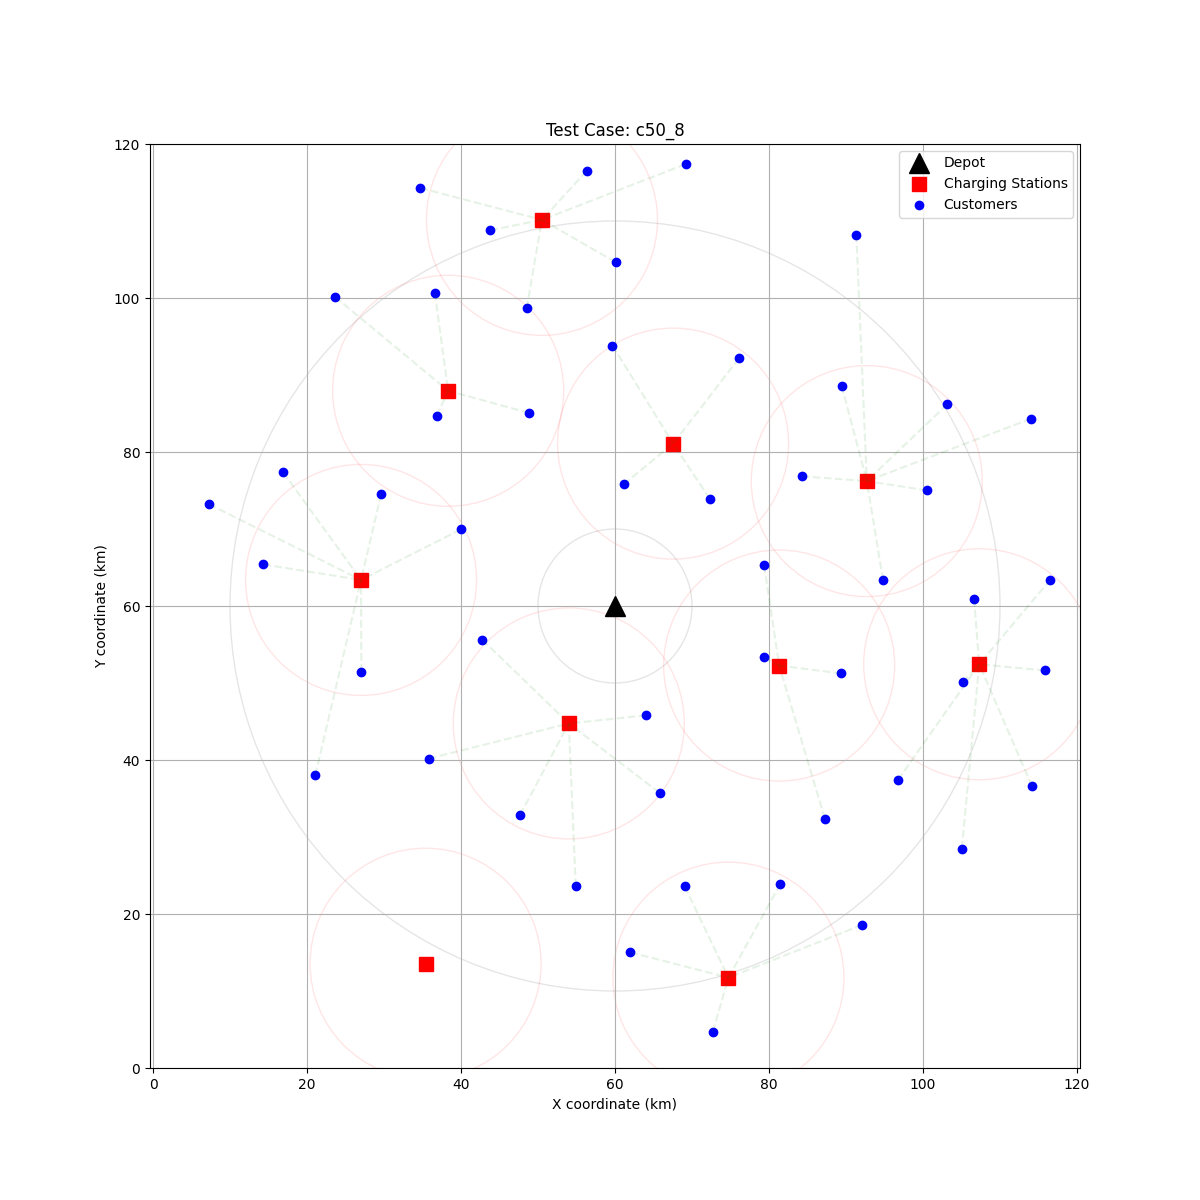 Test Case: c50_8
Depot
Charging Stations
Customers
120
100
80
60
40
20
0
Y coordinate (km)
0 20 40 60 80 100 120
X coordinate (km)